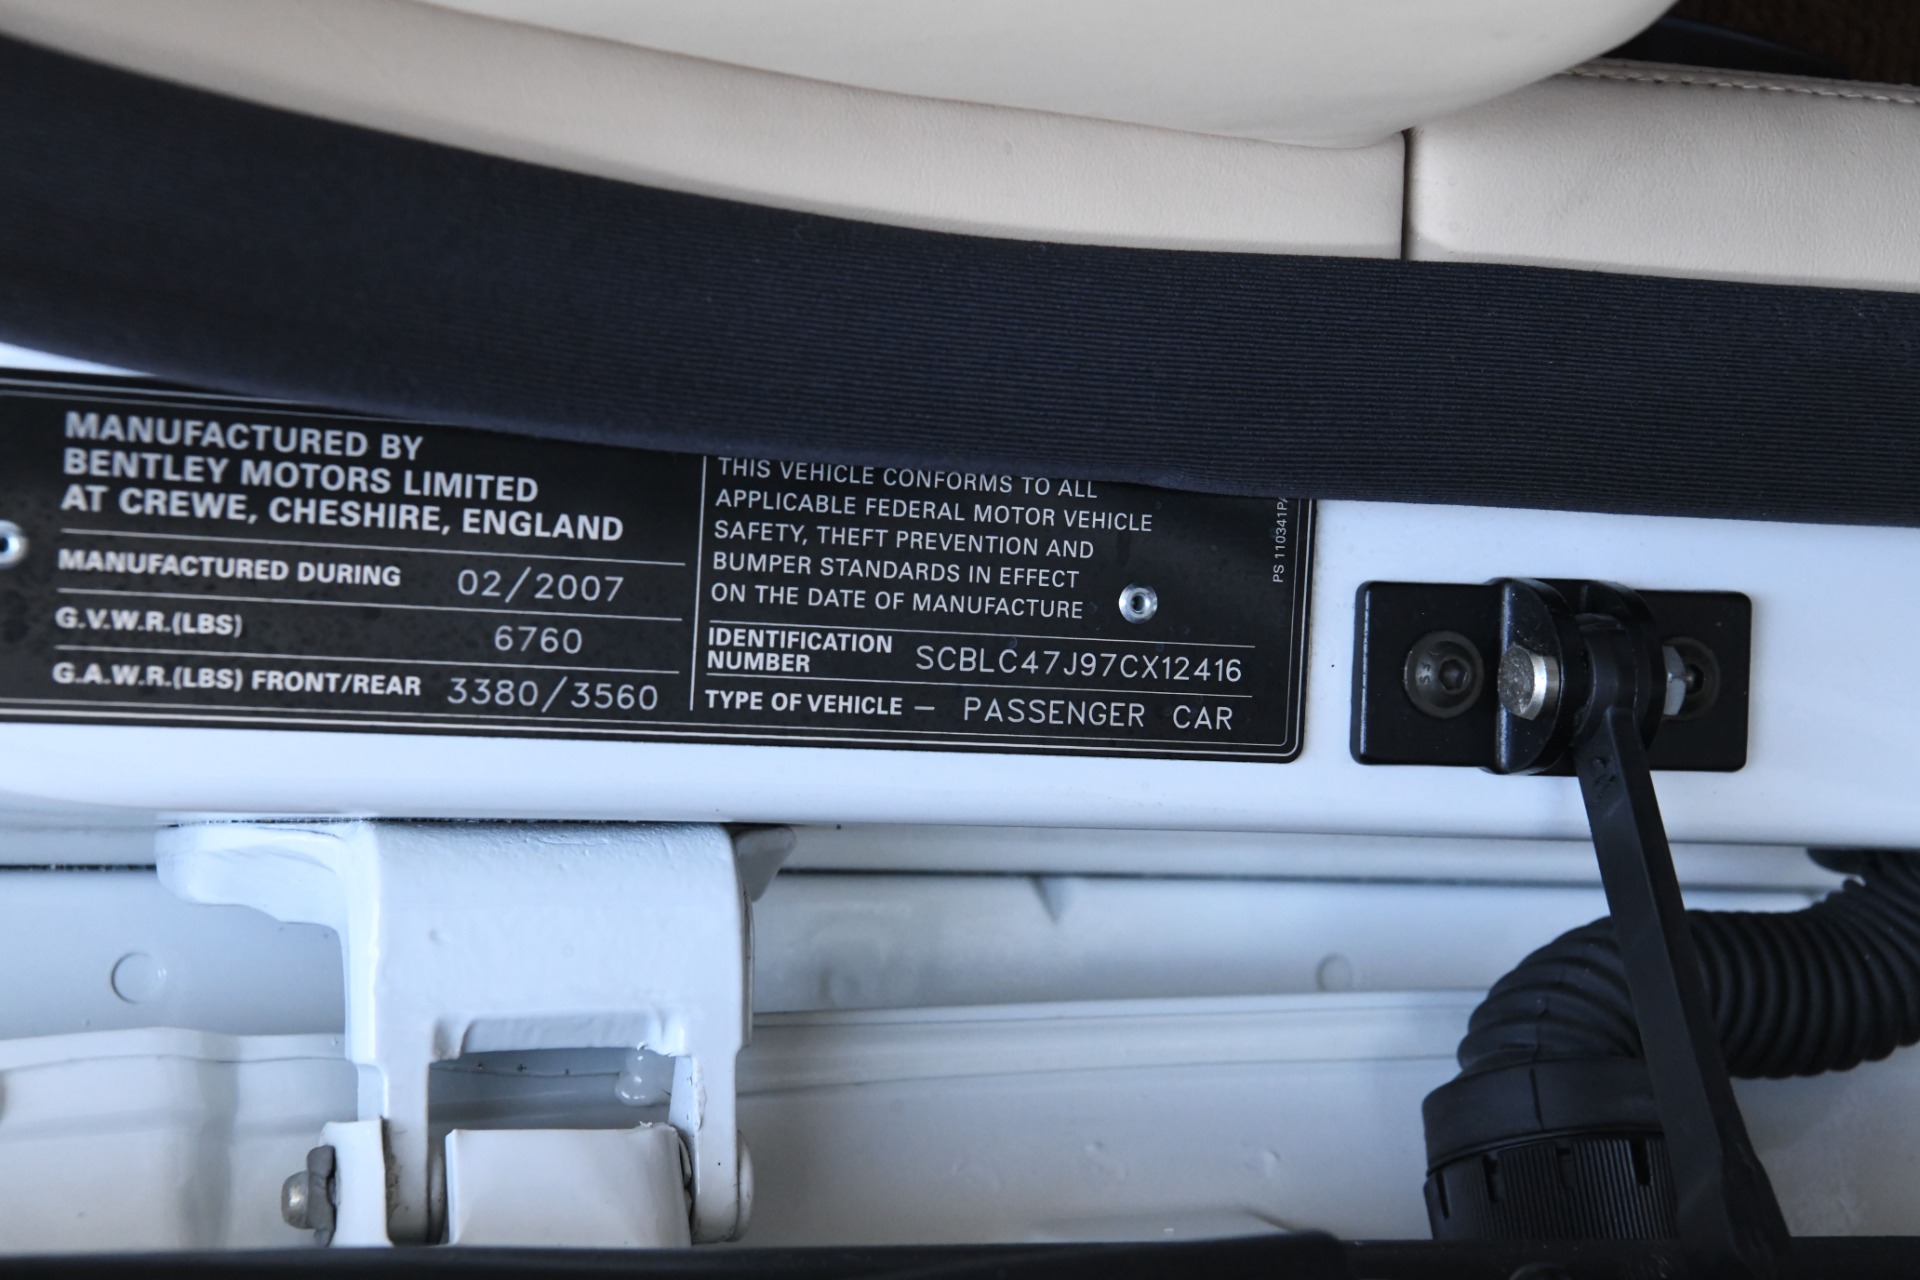 MANUFACTURED BY
BENTLEY MOTORS LIMITED
AT CREWE, CHESHIRE, ENGLAND
MANUFACTURED DURING 02/2007
G.V.W.R.(LBS) 6760
G.A.W.R.(LBS) FRONT/REAR 3380/3560
THIS VEHICLE CONFORMS TO ALL
APPLICABLE FEDERAL MOTOR VEHICLE
SAFETY, THEFT PREVENTION AND
BUMPER STANDARDS IN EFFECT
ON THE DATE OF MANUFACTURE
IDENTIFICATION
NUMBER SCBLC47J97CX12416
TYPE OF VEHICLE – PASSENGER CAR
PS 110341PA